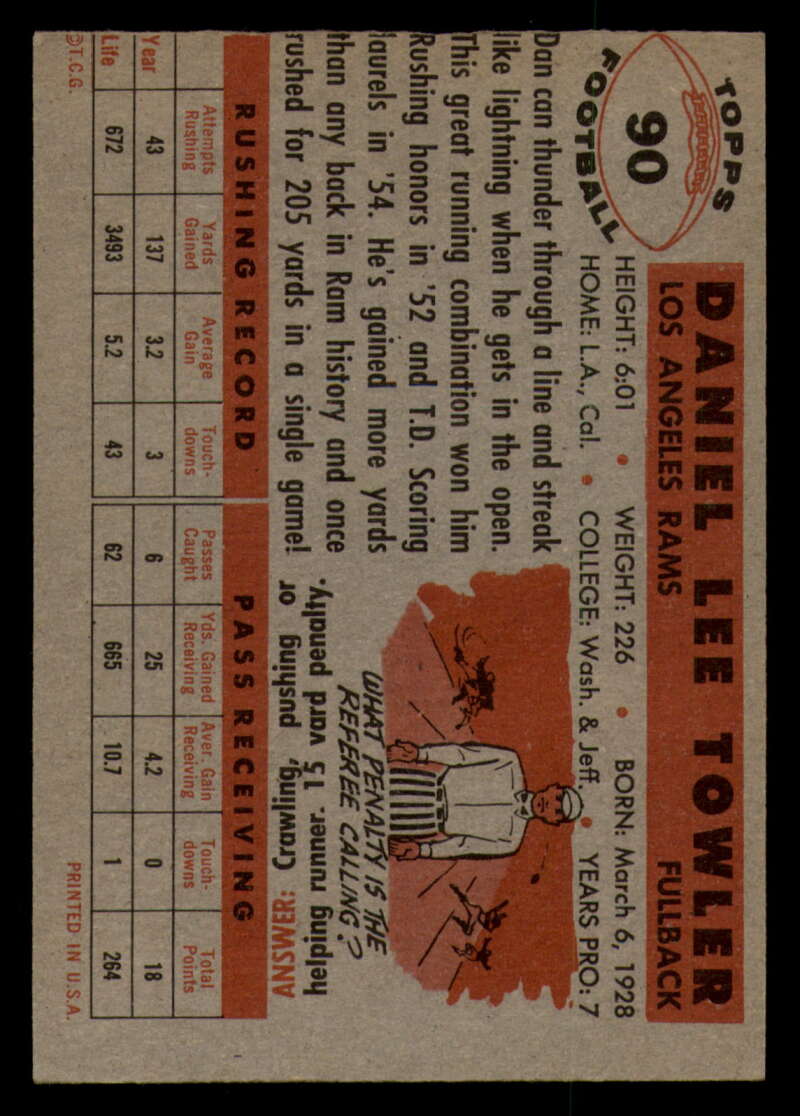 TOPPS
90
FOOTBALL
DANIEL LEE TOWLER
LOS ANGELES RAMS FULLBACK
HEIGHT: 6:01 • WEIGHT: 226 • BORN: March 6, 1928
HOME: L.A., Cal. • COLLEGE: Wash. & Jeff. • YEARS PRO: 7
Dan can thunder through a line and streak
like lightning when he gets in the open.
This great running combination won him
Rushing honors in '52 and T.D. Scoring
laurels in '54. He's gained more yards
than any back in Ram history and once
rushed for 205 yards in a single game!
WHAT PENALTY IS THE
REFEREE CALLING?
ANSWER: Crawling, pushing or
helping runner. 15 yard penalty.
RUSHING RECORD PASS RECEIVING
Attempts Rushing Yards Gained Average Gain Touch-downs Passes Caught Yds. Gained Receiving Aver. Gain Receiving Touch-downs Total Points
Year 43 137 3.2 3 6 25 4.2 0 18
Life 672 3493 5.2 43 62 665 10.7 1 264
©T.C.G. PRINTED IN U.S.A.